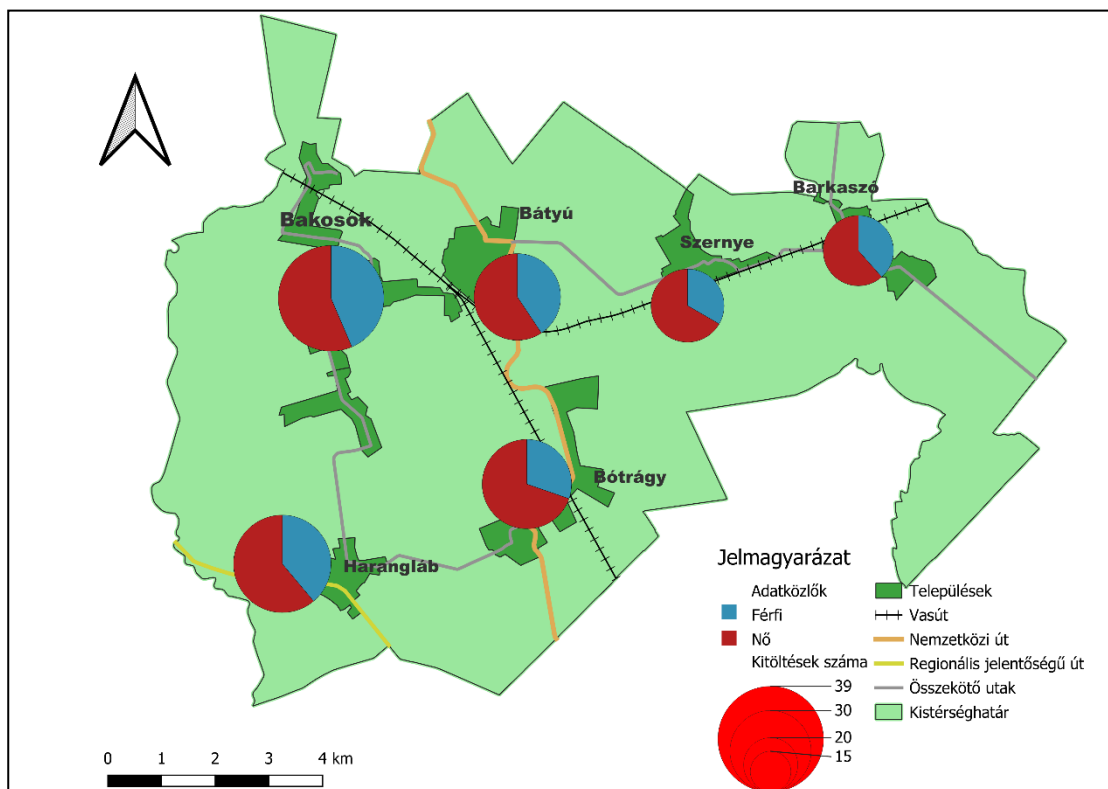 Barkaszó
Bátyú
Bakosok
Szernye
Bótrágy
Harangláb
Jelmagyarázat
Adatközlők
Férfi
Nő
Kitöltések száma
39
30
20
15
Települések
Vasút
Nemzetközi út
Regionális jelentőségű út
Összekötő utak
Kistérséghatár
0 1 2 3 4 km